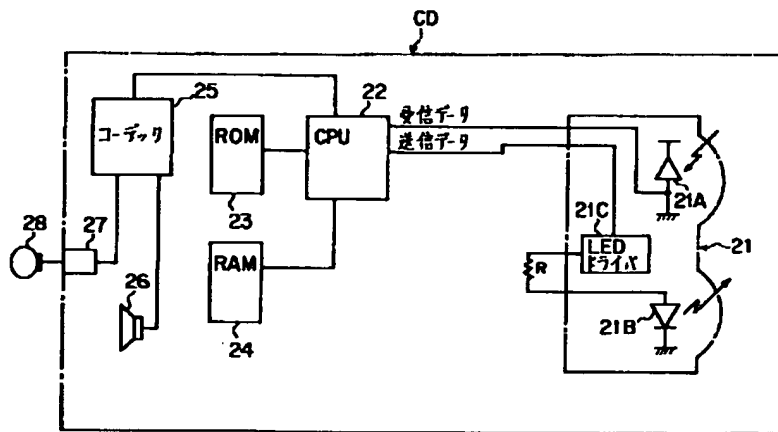 CD
25
22
コーデック
ROM
CPU
受信データ
送信データ
23
21A
21C
28
27
RAM
LED
ドライバ
21
R
26
24
21B